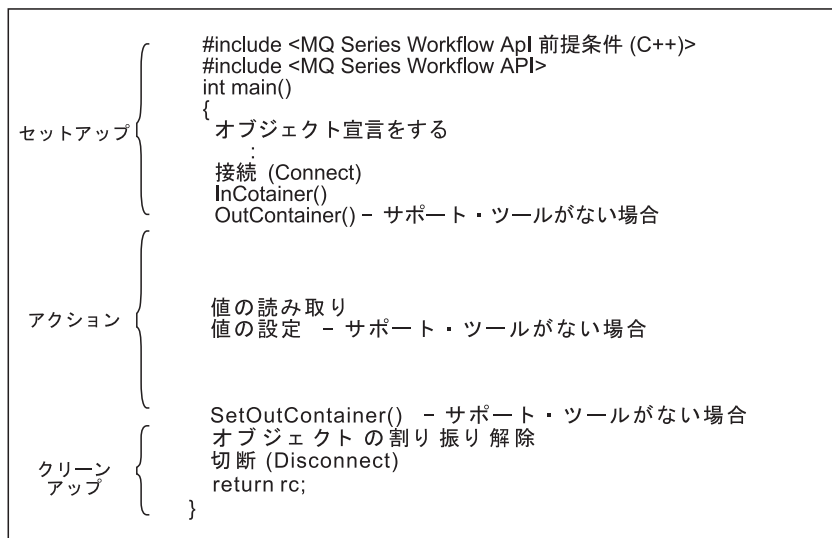 #include <MQ Series Workflow ApI 前提条件 (C++)>
#include <MQ Series Workflow API>
int main()
{
セットアップ
オブジェクト宣言をする
:
接続 (Connect)
InCotainer()
OutContainer() – サポート・ツールがない場合
アクション
値の読み取り
値の設定 – サポート・ツールがない場合
SetOutContainer() – サポート・ツールがない場合
オブジェクト の割り振り解除
切断 (Disconnect)
クリーン
アップ
return rc;
}